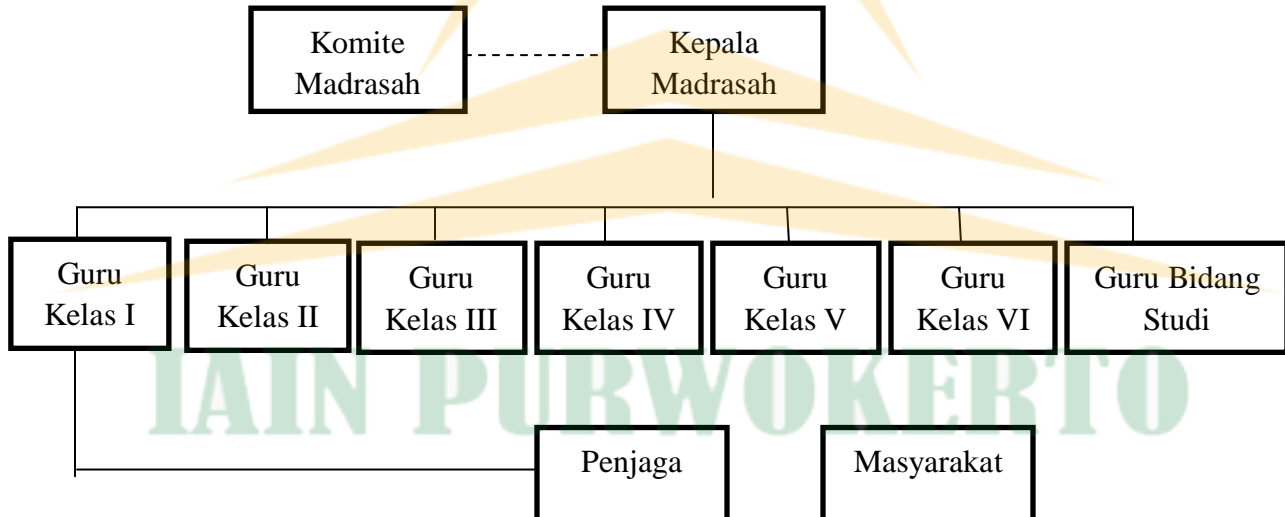 Komite
Madrasah
Kepala
Madrasah
Guru
Kelas I
Guru
Kelas II
Guru
Kelas III
Guru
Kelas IV
Guru
Kelas V
Guru
Kelas VI
Guru Bidang
Studi
IAIN PURWOKERTO
Penjaga
Masyarakat